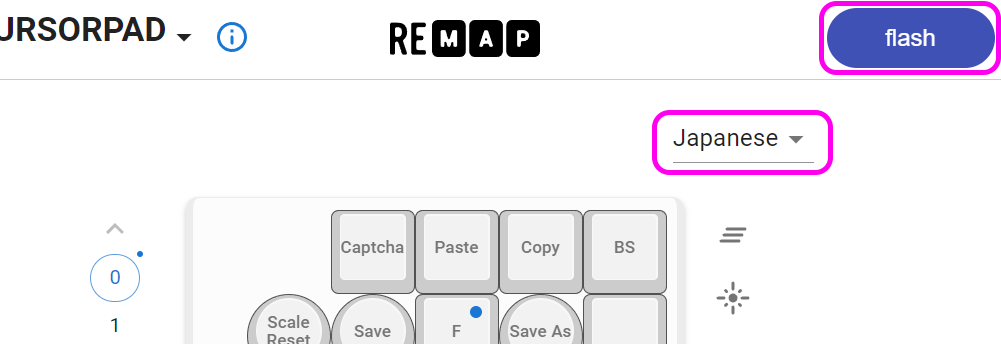 URSORPAD
REMAP
flash
Japanese
Captcha Paste Copy BS
0
1
Scale
Reset
Save F Save As